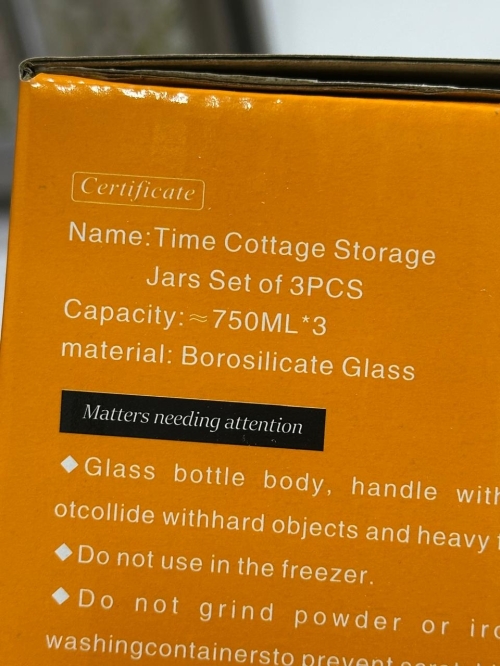 Certificate
Name:Time Cottage Storage
Jars Set of 3PCS
Capacity:≈750ML*3
material: Borosilicate Glass
Matters needing attention
◆Glass bottle body, handle with
otcollide withhard objects and heavy
◆Do not use in the freezer.
◆Do not grind powder or
washingcontainersto prevent